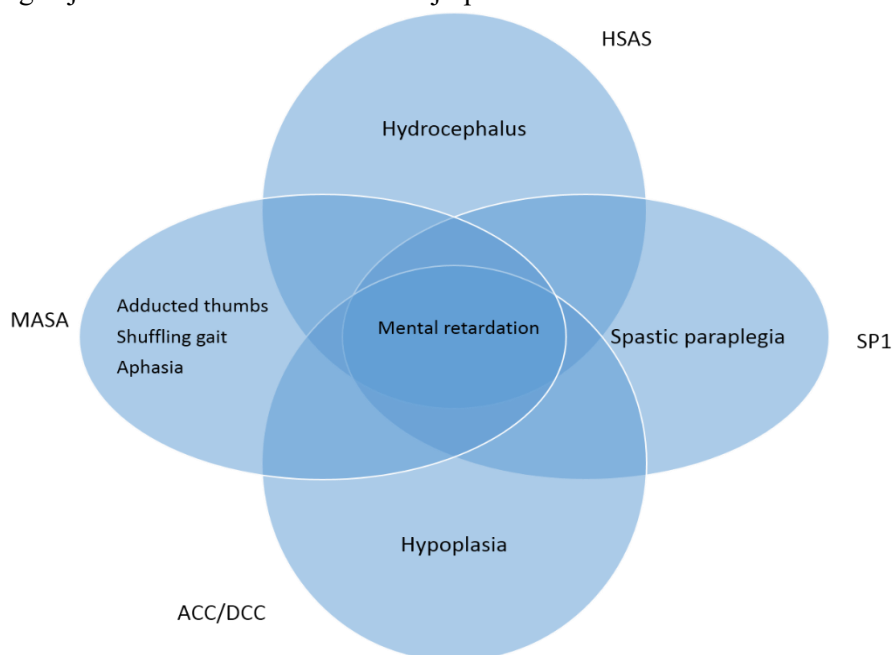 HSAS
Hydrocephalus
MASA
Adducted thumbs
Shuffling gait
Aphasia
Mental retardation
Spastic paraplegia
SP1
Hypoplasia
ACC/DCC